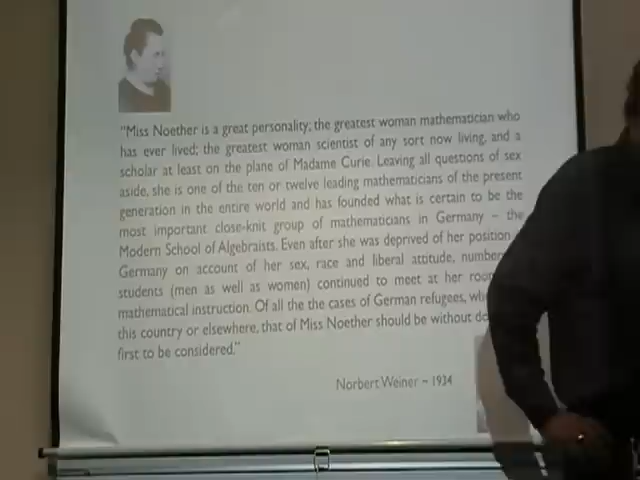 "Miss Noether is a great personality; the greatest woman mathematician who
has ever lived; the greatest woman scientist of any sort now living, and a
scholar at least on the plane of Madame Curie. Leaving all questions of sex
aside, she is one of the ten or twelve leading mathematicians of the present
generation in the entire world and has founded what is certain to be the
most important close-knit group of mathematicians in Germany – the
Modern School of Algebraists. Even after she was deprived of her position
Germany on account of her sex, race and liberal attitude, number
students (men as well as women) continued to meet at her
mathematical instruction. Of all the the cases of German refugees,
this country or elsewhere, that of Miss Noether should be without
first to be considered."
Norbert Weiner ~ 1934